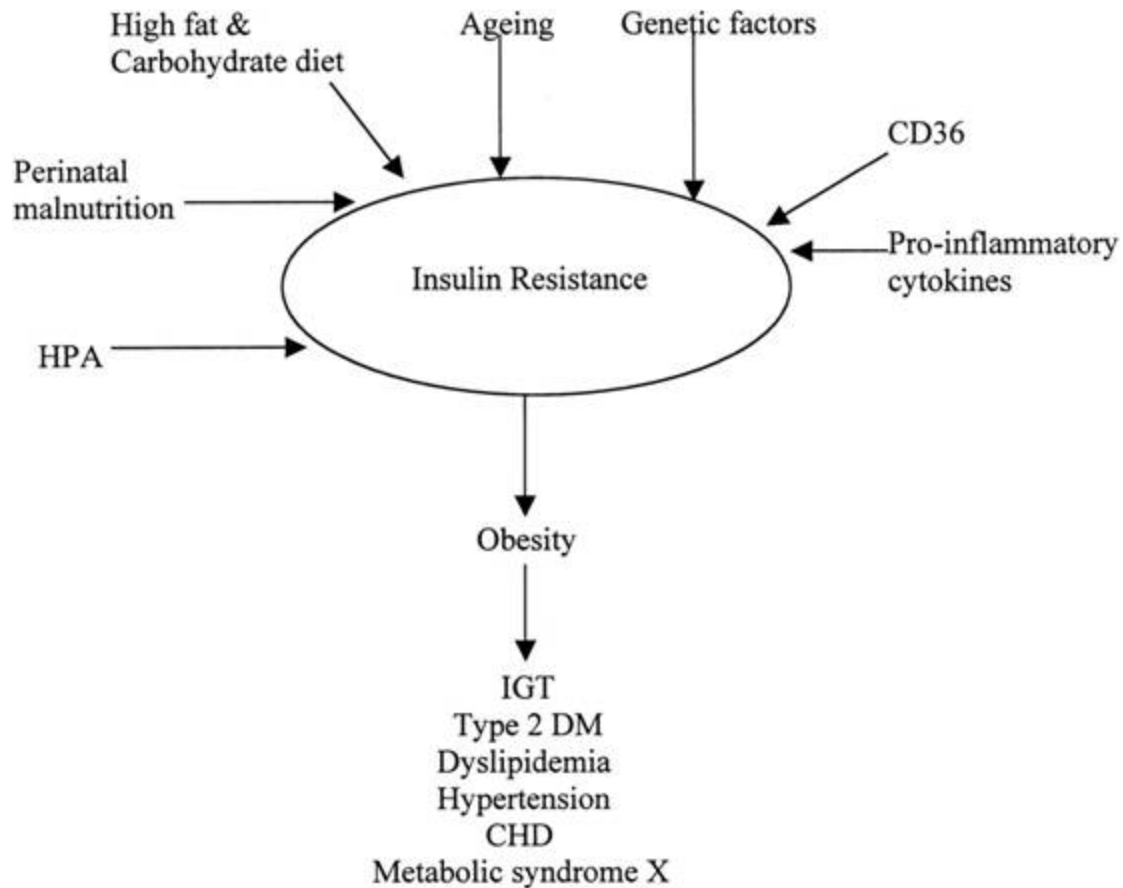 High fat &
Carbohydrate diet
Ageing
Genetic factors
CD36
Perinatal
malnutrition
Pro-inflammatory
cytokines
Insulin Resistance
HPA
Obesity
IGT
Type 2 DM
Dyslipidemia
Hypertension
CHD
Metabolic syndrome X